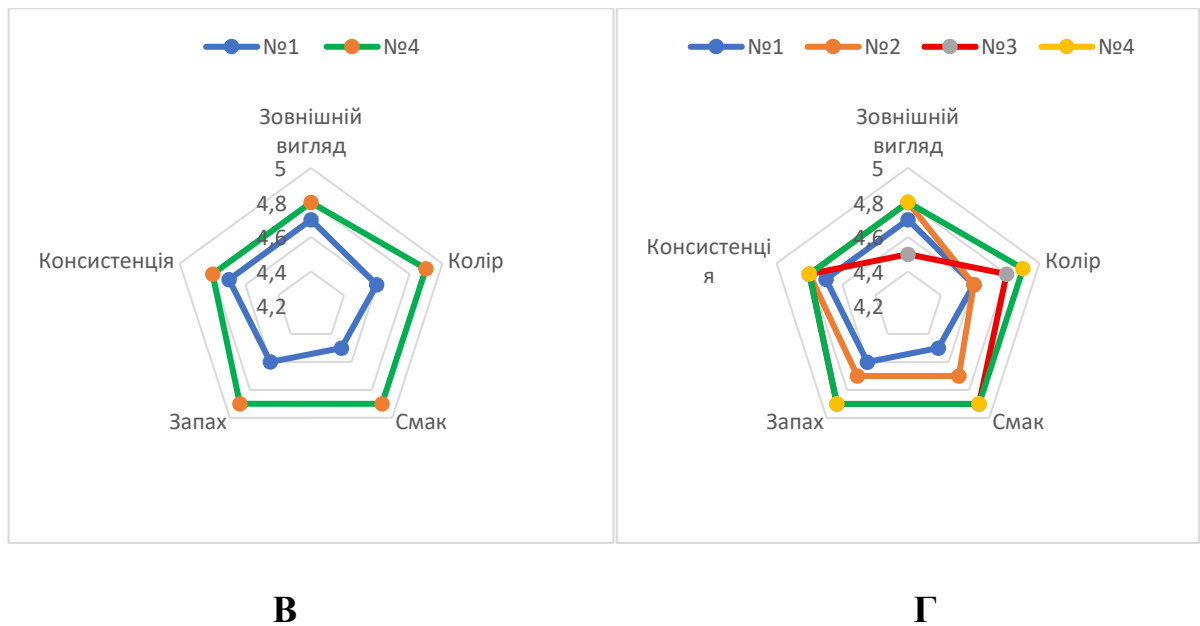 №1 №4
Зовнішній
вигляд
5
4,8
4,6
4,4
4,2
Колір
Смак
Запах
Консистенція
№1 №2 №3 №4
Зовнішній
вигляд
5
4,8
4,6
4,4
4,2
Колір
Смак
Запах
Консистенці
я
В
Г